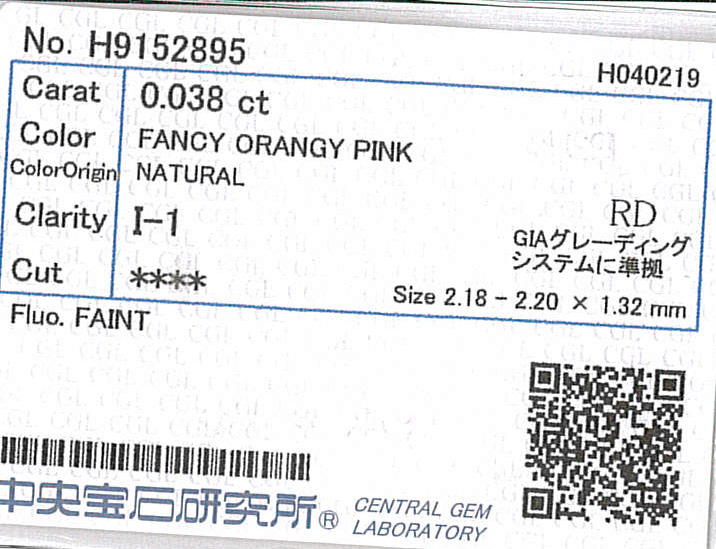 No. H9152895
H040219
Carat 0.038 ct
Color FANCY ORANGY PINK
ColorOrigin NATURAL
Clarity I-1
RD
GIAグレーディング
システムに準拠
Cut ****
Size 2.18 - 2.20 × 1.32 mm
Fluo. FAINT
中央宝石研究所® CENTRAL GEM
LABORATORY